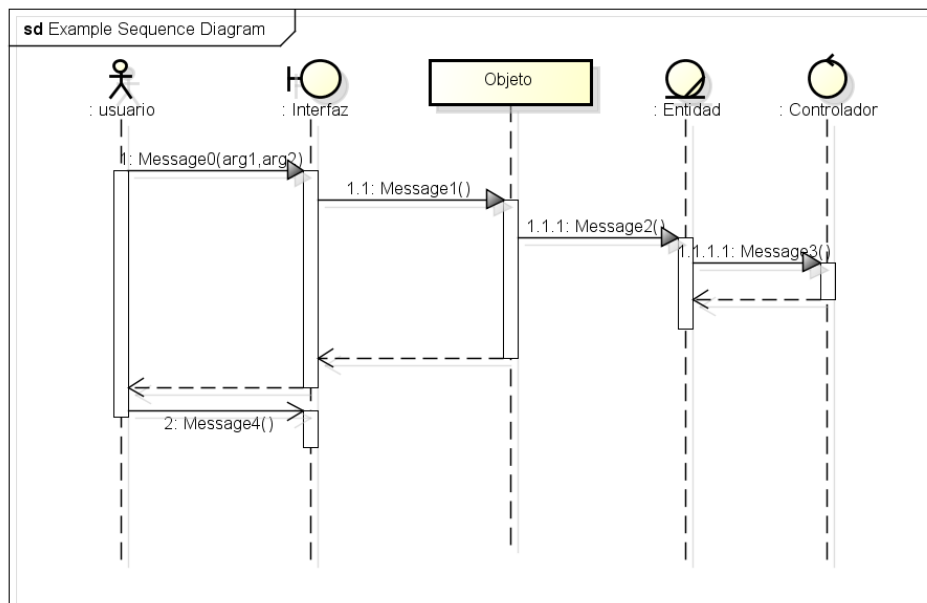 sd Example Sequence Diagram
: usuario
: Interfaz
Objeto
: Entidad
: Controlador
1: Message0(arg1,arg2)
1.1: Message1()
1.1.1: Message2()
1.1.1.1: Message3()
2: Message4()